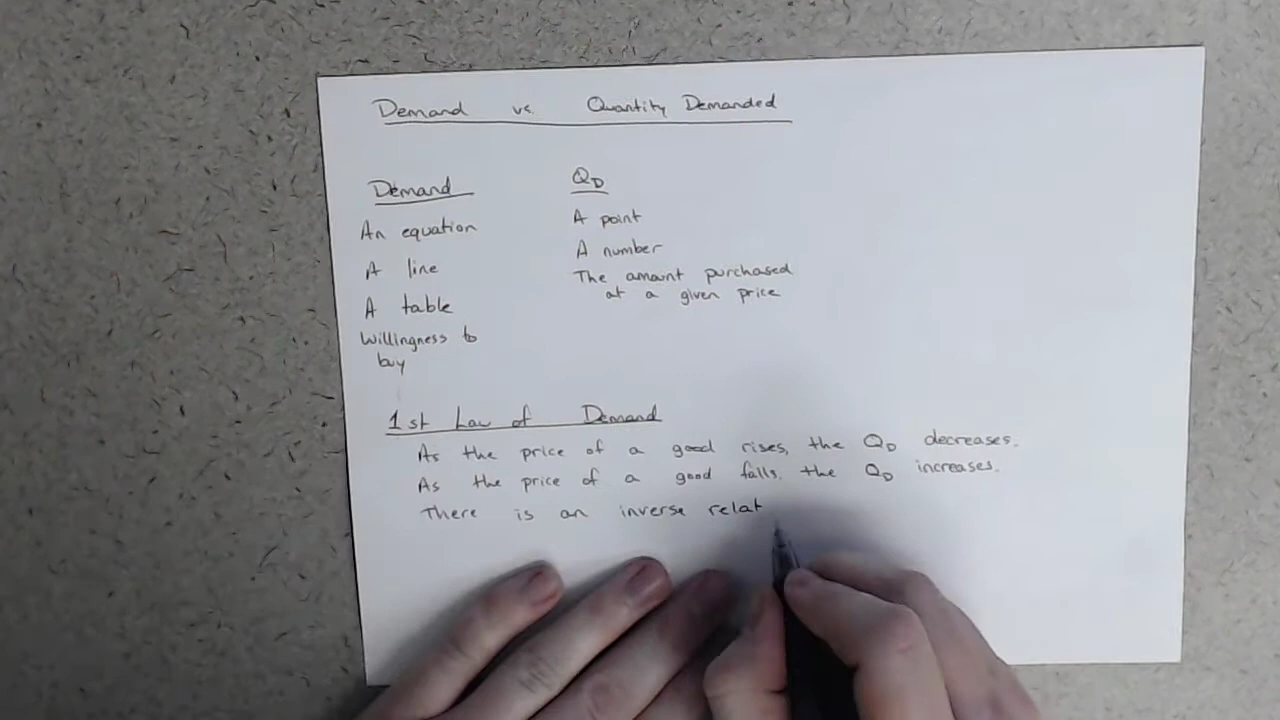 Demand vs. Quantity Demanded
Demand
An equation
A line
A table
Willingness to
buy
QD
A point
A number
The amount purchased
at a given price
1st Law of Demand
As the price of a good rises, the QD decreases.
As the price of a good falls, the QD increases.
There is an inverse relat